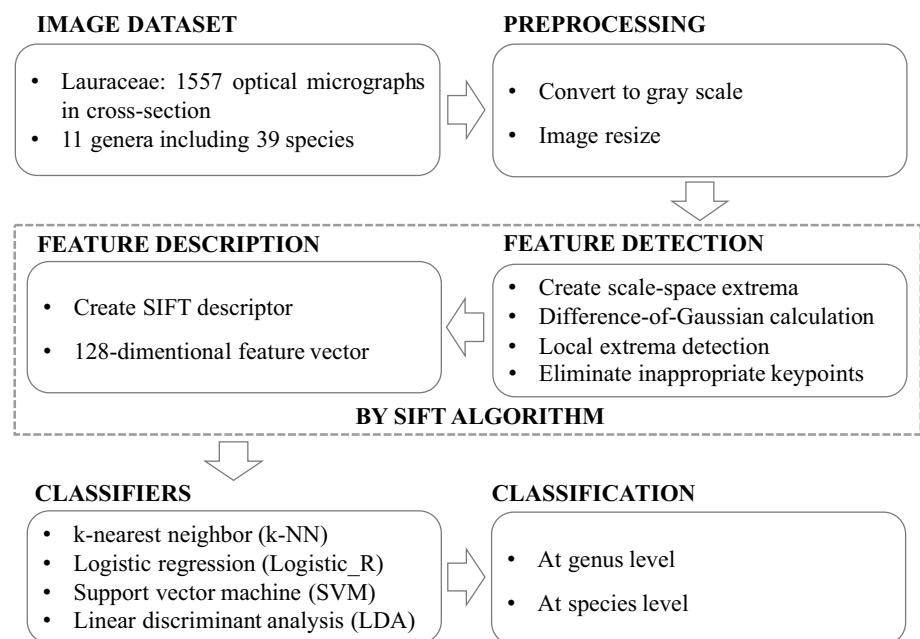 IMAGE DATASET
• Lauraceae: 1557 optical micrographs
in cross-section
• 11 genera including 39 species
PREPROCESSING
• Convert to gray scale
• Image resize
FEATURE DETECTION
• Create scale-space extrema
• Difference-of-Gaussian calculation
• Local extrema detection
• Eliminate inappropriate keypoints
FEATURE DESCRIPTION
• Create SIFT descriptor
• 128-dimentional feature vector
BY SIFT ALGORITHM
CLASSIFIERS
• k-nearest neighbor (k-NN)
• Logistic regression (Logistic_R)
• Support vector machine (SVM)
• Linear discriminant analysis (LDA)
CLASSIFICATION
• At genus level
• At species level